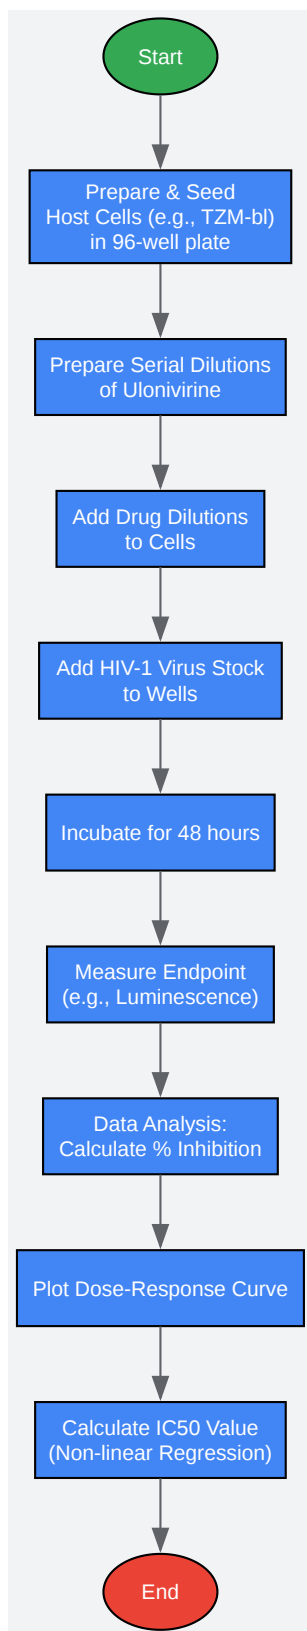 Start
Prepare & Seed
Host Cells (e.g., TZM-bl)
in 96-well plate
Prepare Serial Dilutions
of Ulonivirine
Add Drug Dilutions
to Cells
Add HIV-1 Virus Stock
to Wells
Incubate for 48 hours
Measure Endpoint
(e.g., Luminescence)
Data Analysis:
Calculate % Inhibition
Plot Dose-Response Curve
Calculate IC50 Value
(Non-linear Regression)
End